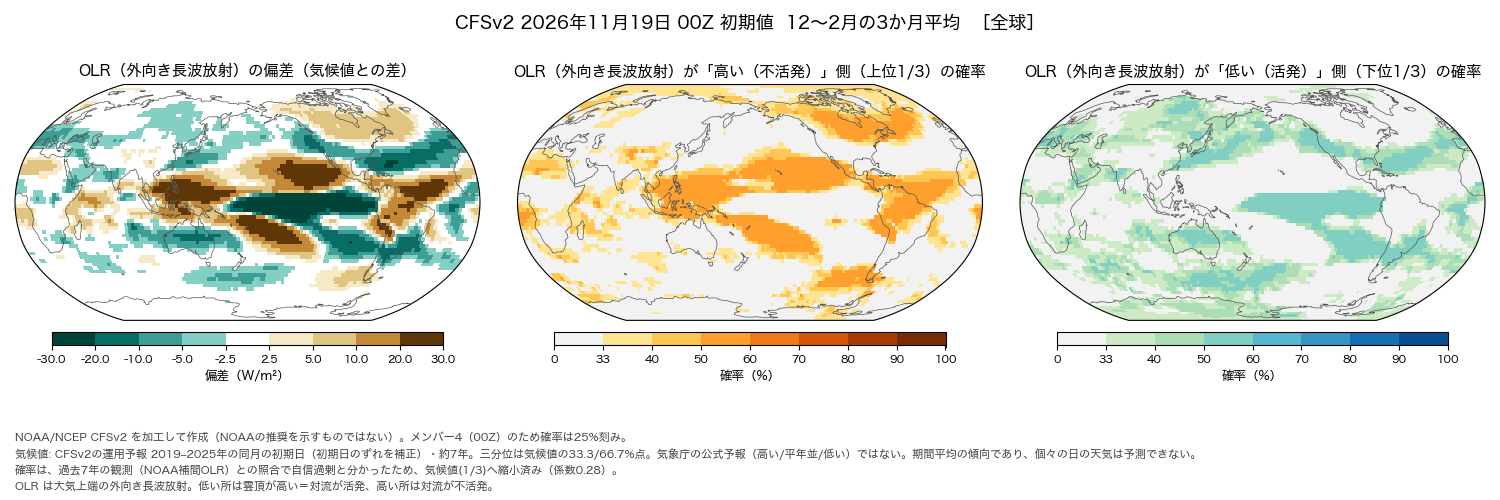 CFSv2 2026年11月19日 00Z 初期値 12～2月の3か月平均 ［全球］
OLR（外向き長波放射）の偏差（気候値との差）
OLR（外向き長波放射）が「高い（不活発）」側（上位1/3）の確率
OLR（外向き長波放射）が「低い（活発）」側（下位1/3）の確率
-30.0 -20.0 -10.0 -5.0 -2.5 2.5 5.0 10.0 20.0 30.0
偏差（W/m²）
0 33 40 50 60 70 80 90 100
確率（%）
0 33 40 50 60 70 80 90 100
確率（%）
NOAA/NCEP CFSv2 を加工して作成（NOAAの推奨を示すものではない）。メンバー4（00Z）のため確率は25%刻み。
気候値: CFSv2の運用予報 2019–2025年の同月の初期日（初期日のずれを補正）・約7年。三分位は気候値の33.3/66.7%点。気象庁の公式予報（高い/平年並/低い）ではない。期間平均の傾向であり、個々の日の天気は予測できない。
確率は、過去7年の観測（NOAA補間OLR）との照合で自信過剰と分かったため、気候値(1/3)へ縮小済み（係数0.28）。
OLR は大気上端の外向き長波放射。低い所は雲頂が高い＝対流が活発、高い所は対流が不活発。